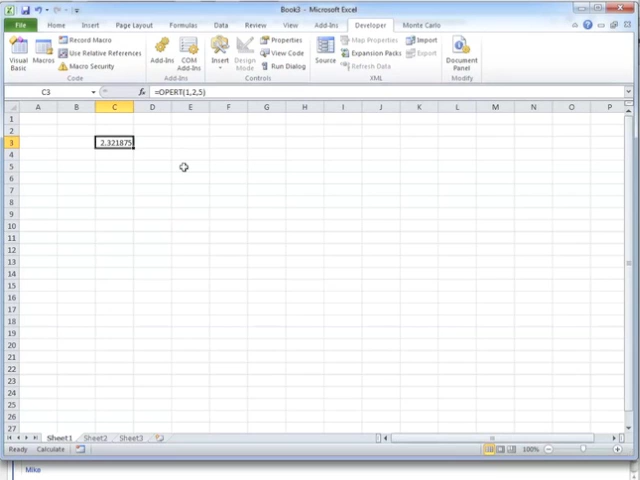 Book3 - Microsoft Excel
File Home Insert Page Layout Formulas Data Review View Add-Ins Developer Monte Carlo
Visual Basic
Macros
Record Macro
Use Relative References
Macro Security
Code
Add-Ins
COM Add-Ins
Add-Ins
Insert
Design Mode
Properties
View Code
Run Dialog
Controls
Source
Map Properties
Expansion Packs
Refresh Data
Import
Export
XML
Document Panel
Modify
C3
fx =OPERT(1,2,5)
A B C D E F G H I J K L M N O P
1
2
3 2.321875
4
5
6
7
8
9
10
11
12
13
14
15
16
17
18
19
20
21
22
23
24
25
26
27
Sheet1 Sheet2 Sheet3
Ready Calculate 100%
Mike